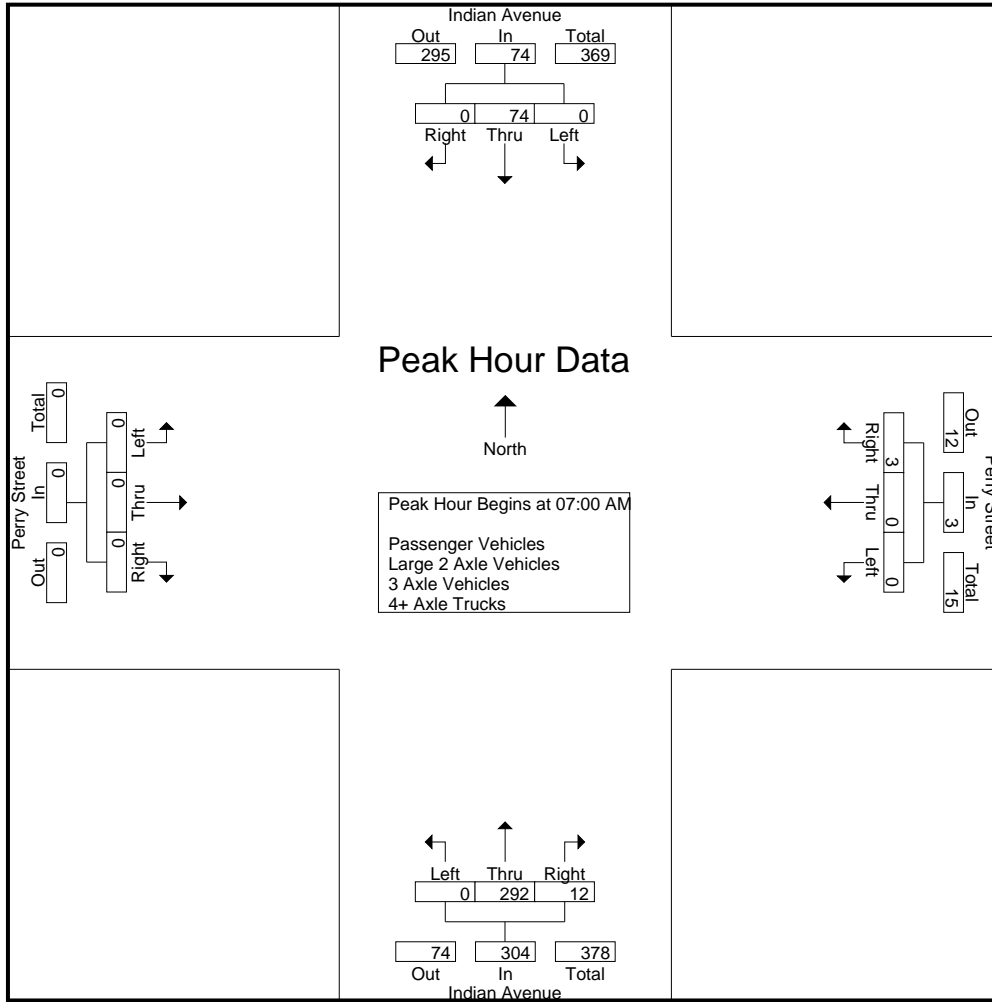 Indian Avenue
Out In Total
295 74 369
0 74 0
Right Thru Left
Peak Hour Data
North
Peak Hour Begins at 07:00 AM
Passenger Vehicles
Large 2 Axle Vehicles
3 Axle Vehicles
4+ Axle Trucks
Perry Street
Total In Out
0 0 0
0 0 0
Left Thru Right
Perry Street
Out In Total
12 3 15
3 0 0
Right Thru Left
Left Thru Right
0 292 12
74 304 378
Out In Total
Indian Avenue